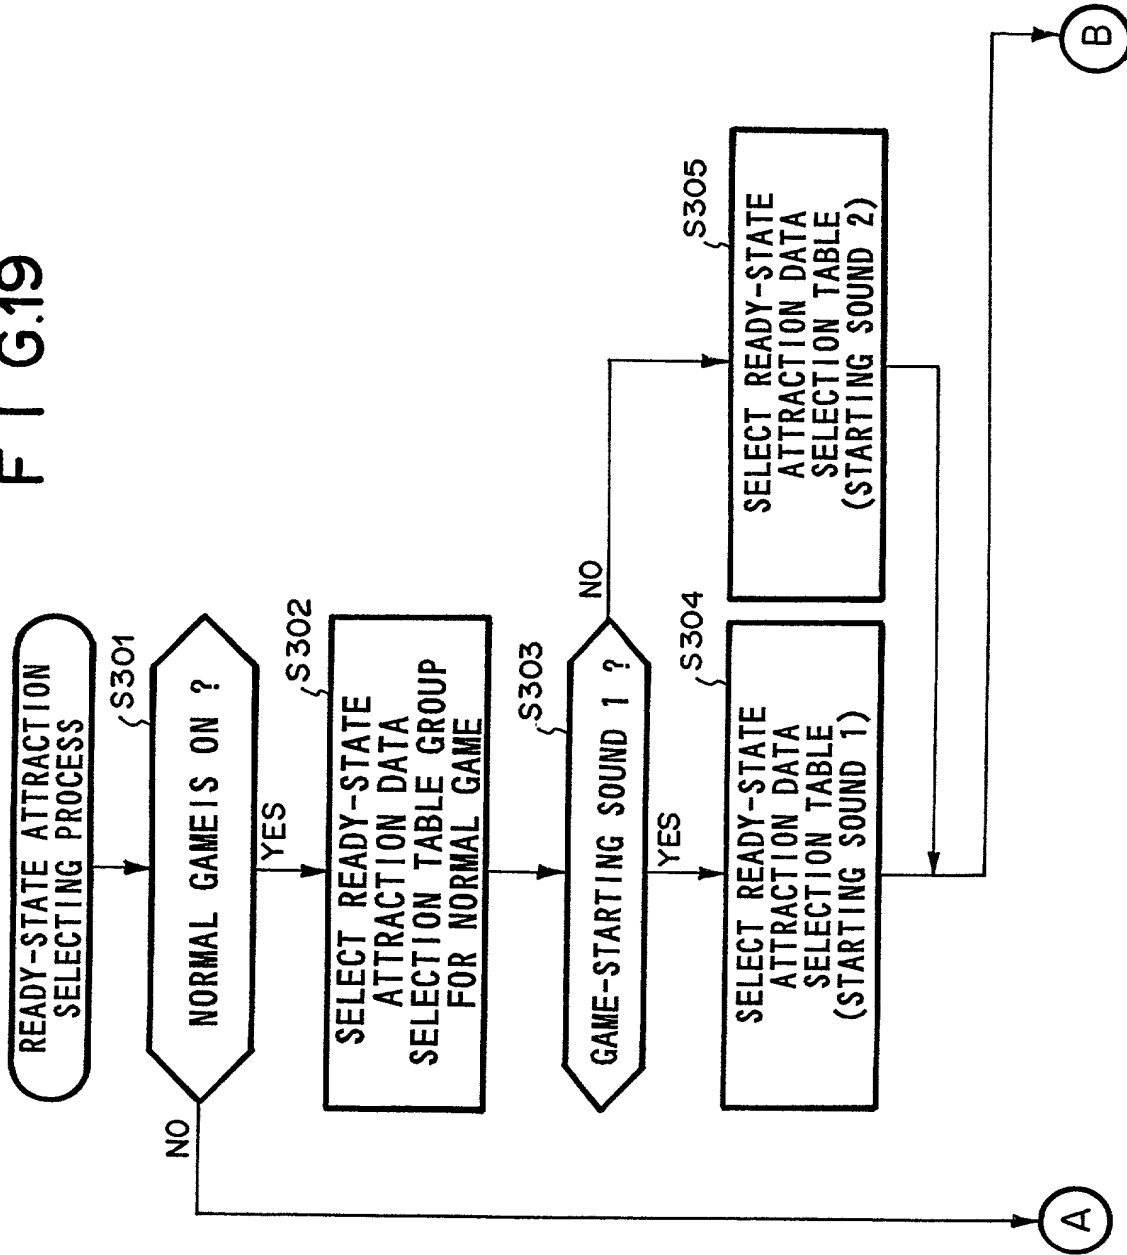 F I G.19
READY-STATE ATTRACTION
SELECTING PROCESS
S301
NORMAL GAMEIS ON ?
NO
YES
S302
SELECT READY-STATE
ATTRACTION DATA
SELECTION TABLE GROUP
FOR NORMAL GAME
S303
GAME-STARTING SOUND 1 ?
NO
YES
S304
SELECT READY-STATE
ATTRACTION DATA
SELECTION TABLE
(STARTING SOUND 1)
S305
SELECT READY-STATE
ATTRACTION DATA
SELECTION TABLE
(STARTING SOUND 2)
A
B